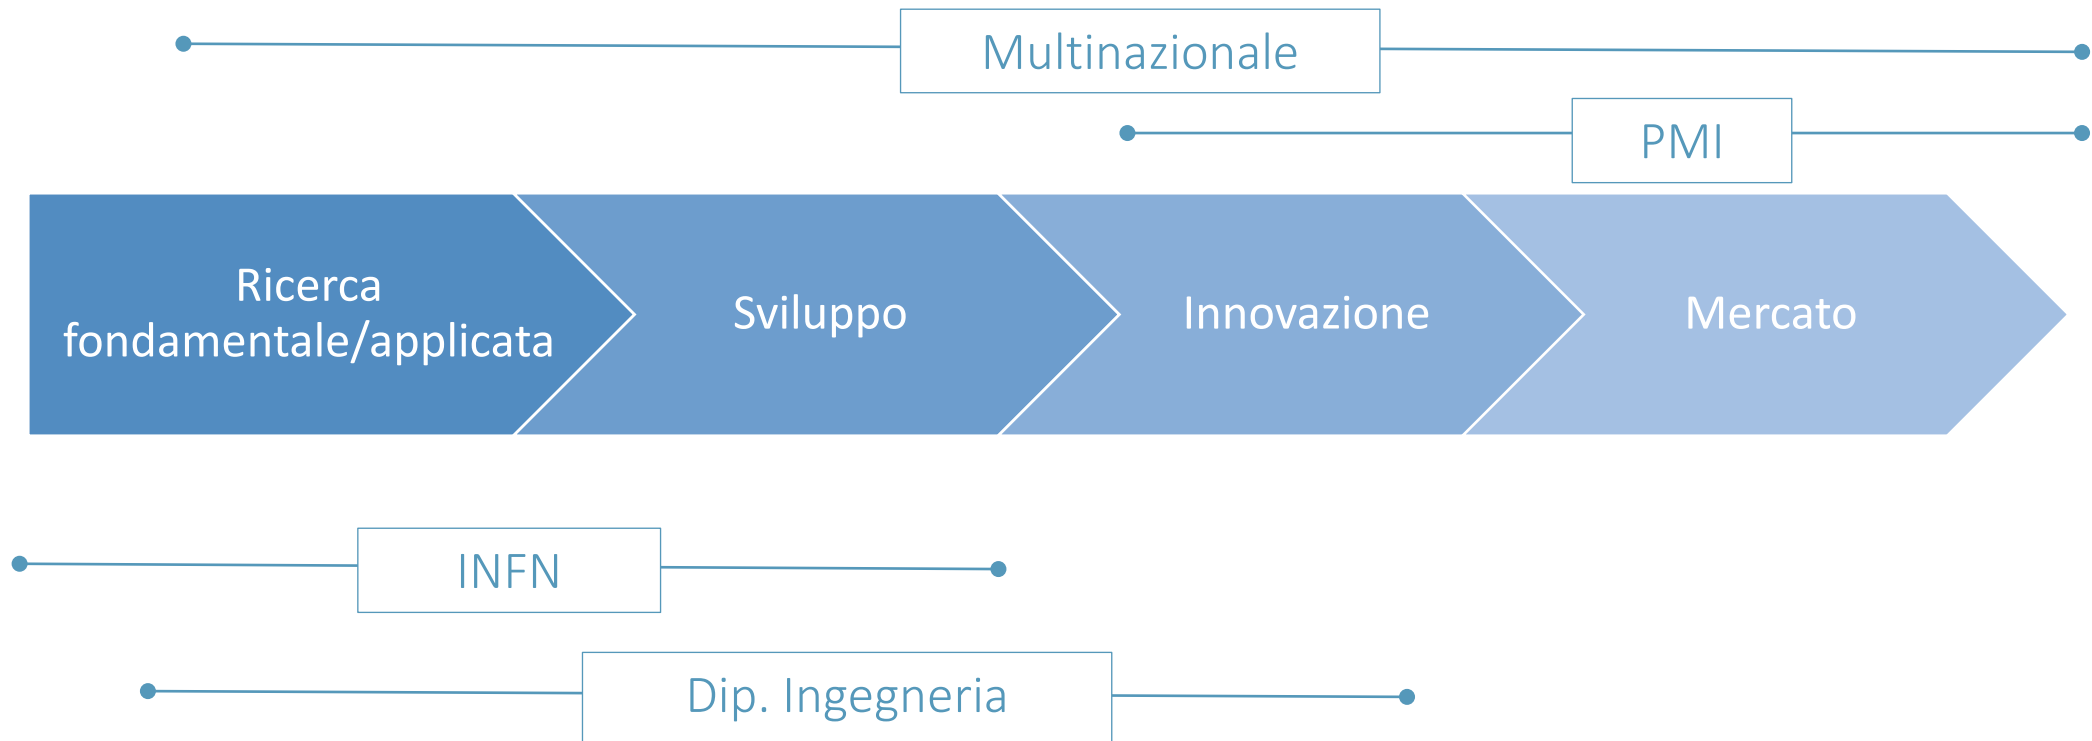 Multinazionale
PMI
Ricerca
fondamentale/applicata
Sviluppo
Innovazione
Mercato
INFN
Dip. Ingegneria